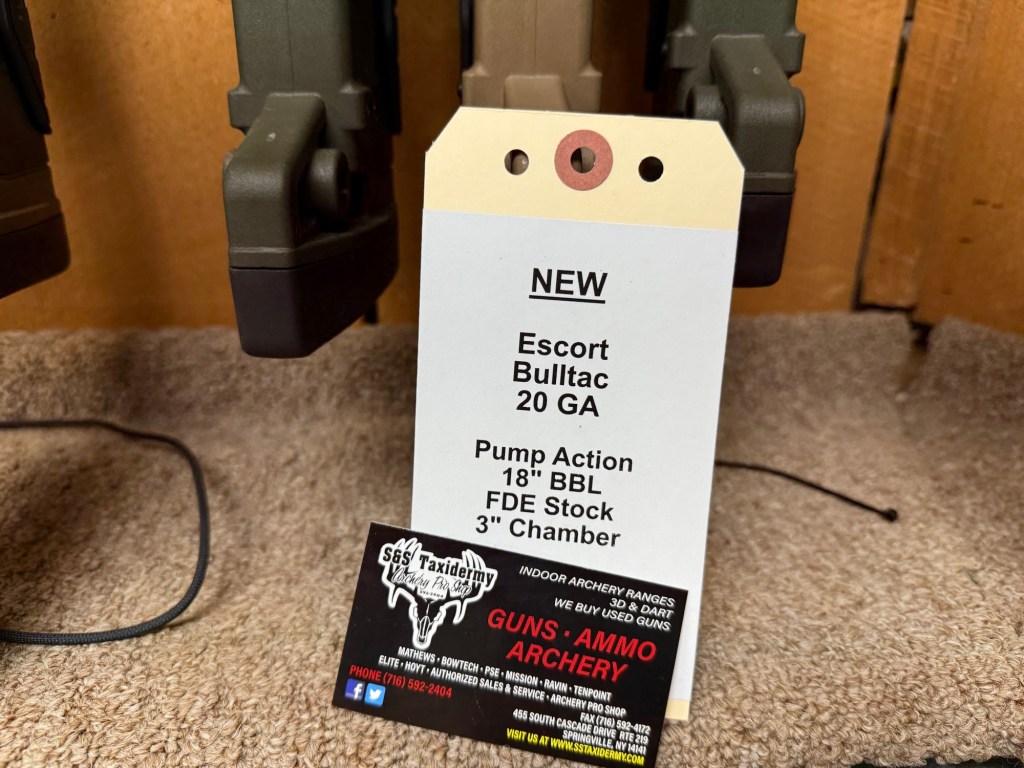 NEW
Escort
Bulltac
20 GA
Pump Action
18" BBL
FDE Stock
3" Chamber
S&S Taxidermy
Archery Pro Shop
INDOOR ARCHERY RANGES
3D & DART
WE BUY USED GUNS
GUNS · AMMO
ARCHERY
MATHEWS · BOWTECH · PSE · MISSION · RAVIN · TENPOINT
ELITE · HOYT · AUTHORIZED SALES & SERVICE · ARCHERY PRO SHOP
PHONE (716) 592-2404
FAX (716) 592-4172
455 SOUTH CASCADE DRIVE RTE 219
SPRINGVILLE, NY 14141
VISIT US AT WWW.SSTAXIDERMY.COM